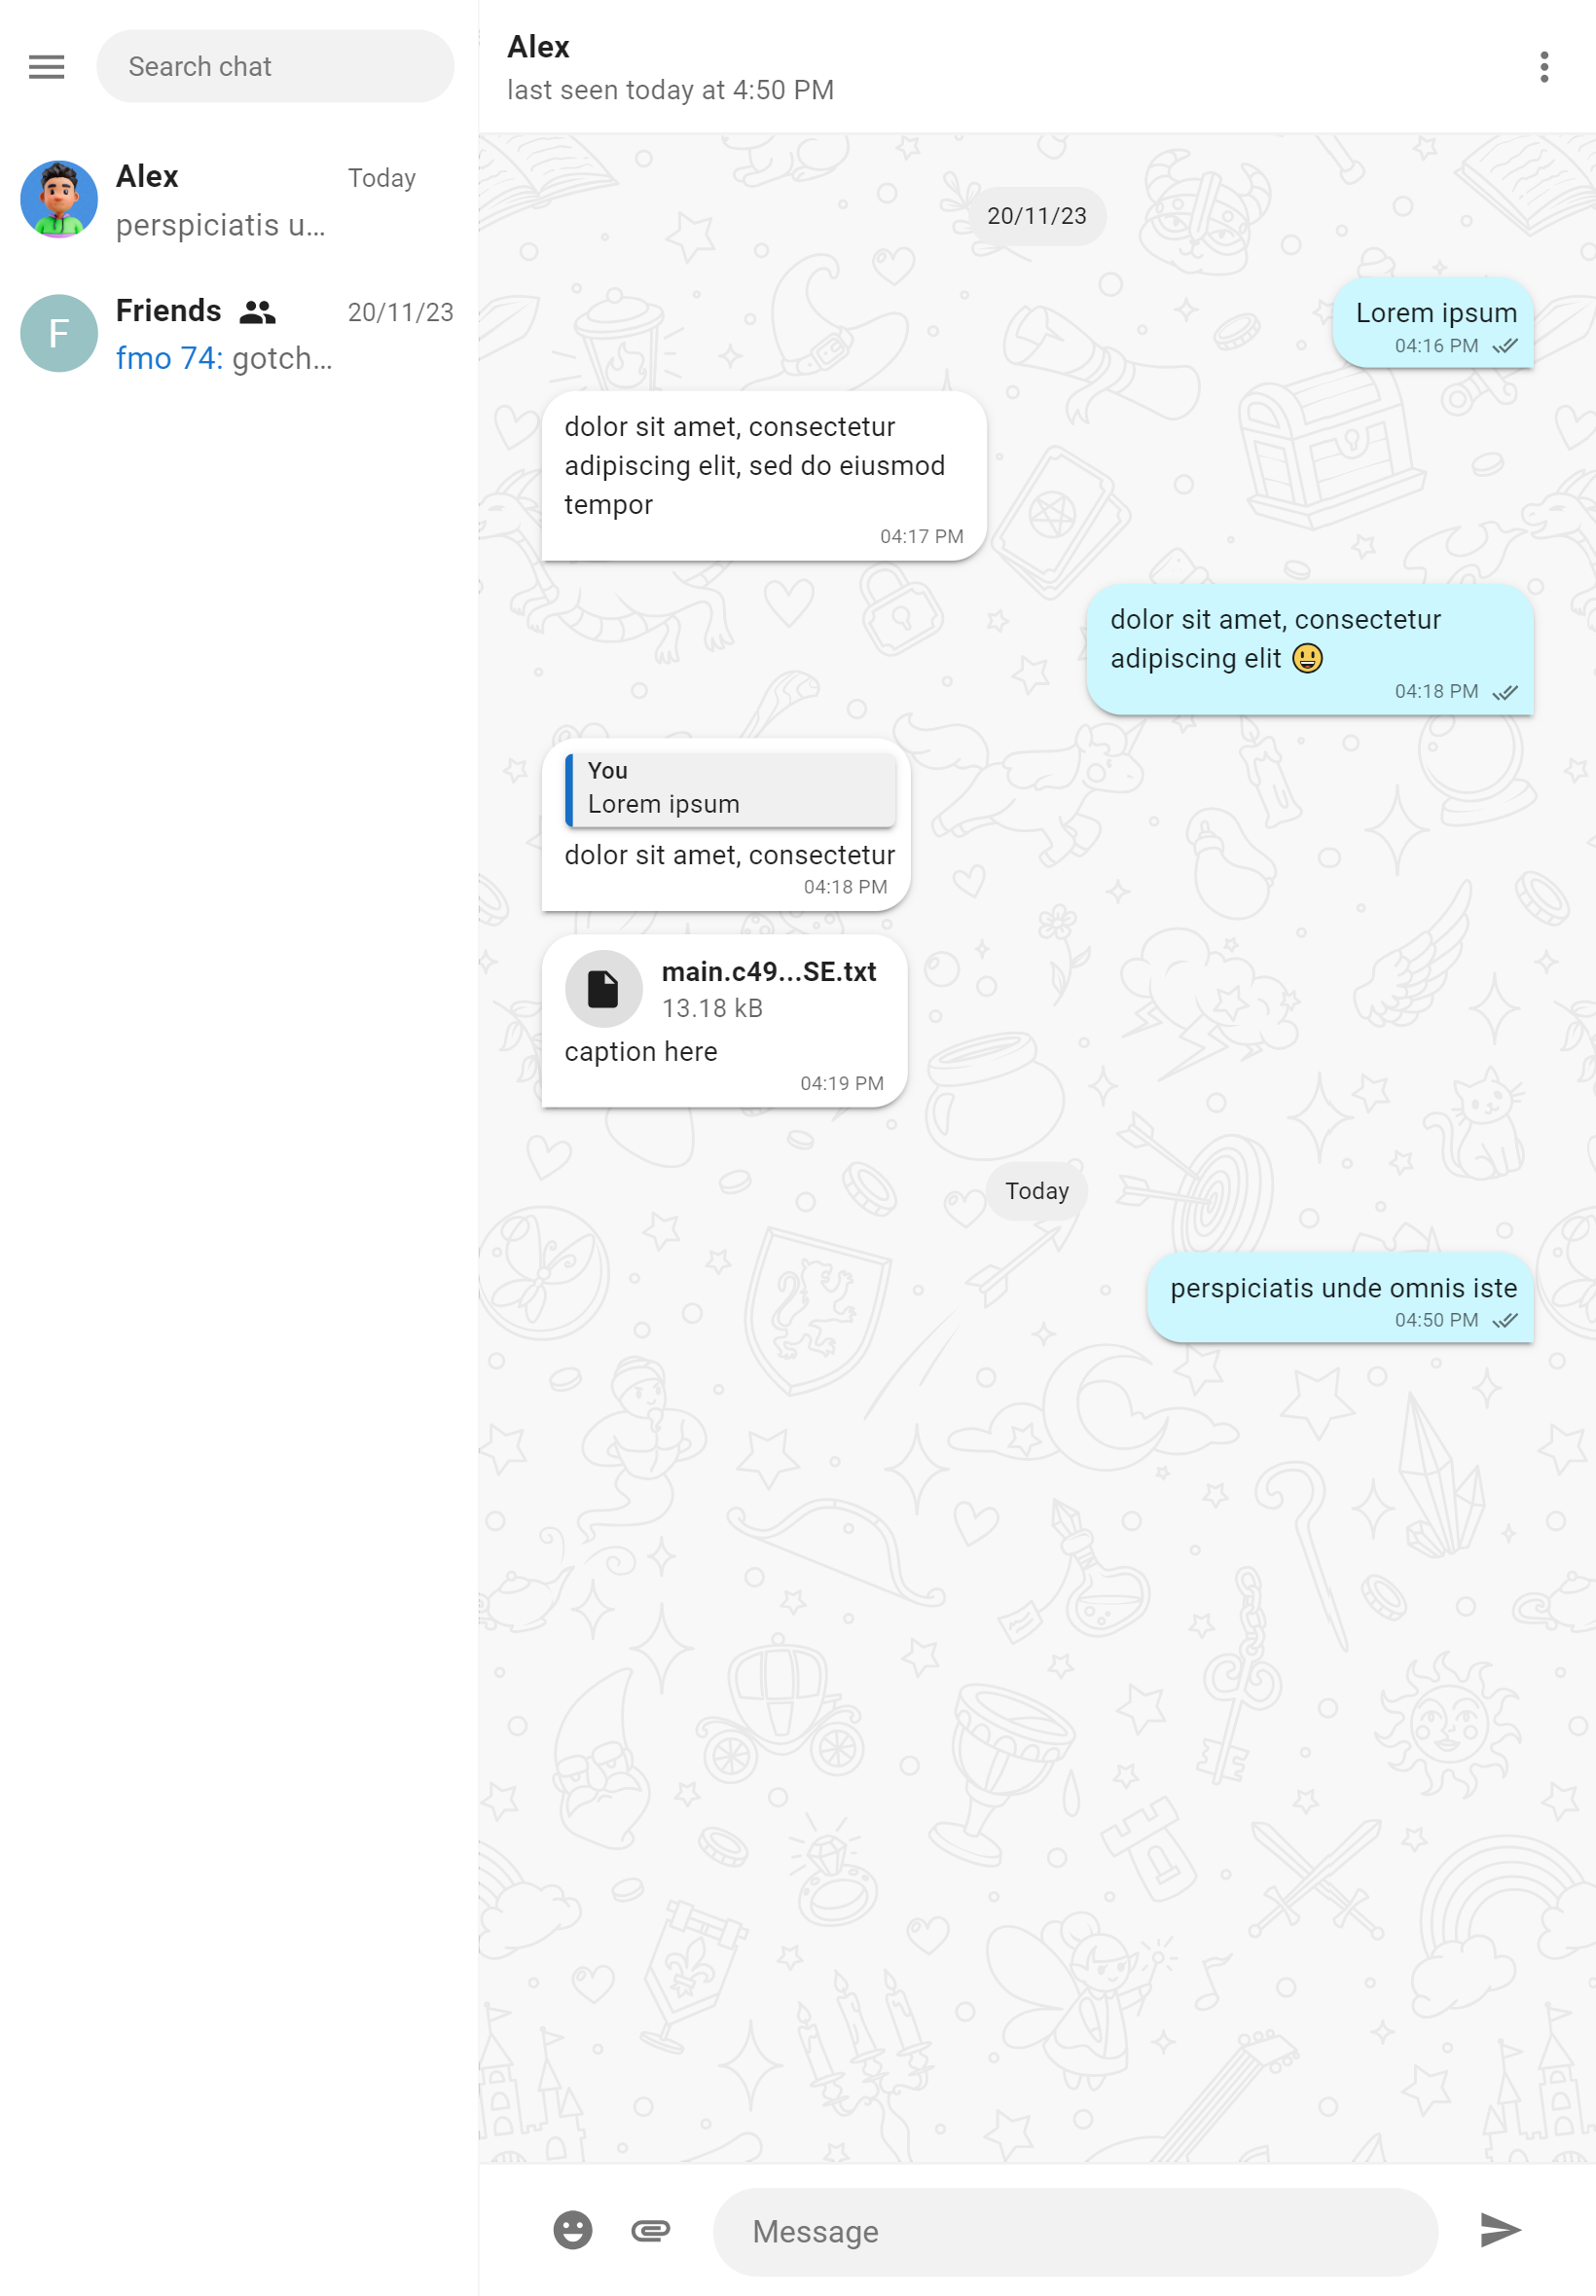 Search chat
Alex
Today
perspiciatis u...
F
Friends
20/11/23
fmo 74: gotch...
Alex
last seen today at 4:50 PM
20/11/23
Lorem ipsum
04:16 PM
dolor sit amet, consectetur
adipiscing elit, sed do eiusmod
tempor
04:17 PM
dolor sit amet, consectetur
adipiscing elit 😃
04:18 PM
You
Lorem ipsum
dolor sit amet, consectetur
04:18 PM
main.c49...SE.txt
13.18 kB
caption here
04:19 PM
Today
perspiciatis unde omnis iste
04:50 PM
Message